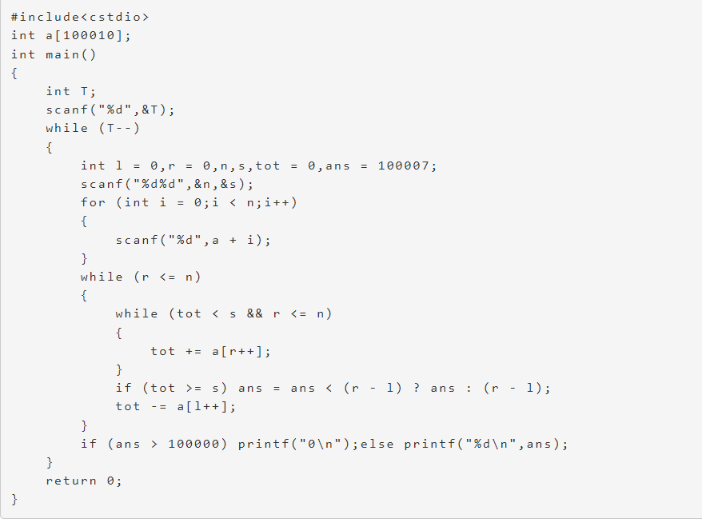 #include<cstdio>
int a[100010];
int main()
{
    int T;
    scanf("%d",&T);
    while (T--)
    {
        int l = 0,r = 0,n,s,tot = 0,ans = 100007;
        scanf("%d%d",&n,&s);
        for (int i = 0;i < n;i++)
        {
            scanf("%d",a + i);
        }
        while (r <= n)
        {
            while (tot < s && r <= n)
            {
                tot += a[r++];
            }
            if (tot >= s) ans = ans < (r - l) ? ans : (r - l);
            tot -= a[l++];
        }
        if (ans > 100000) printf("0\n");else printf("%d\n",ans);
    }
    return 0;
}